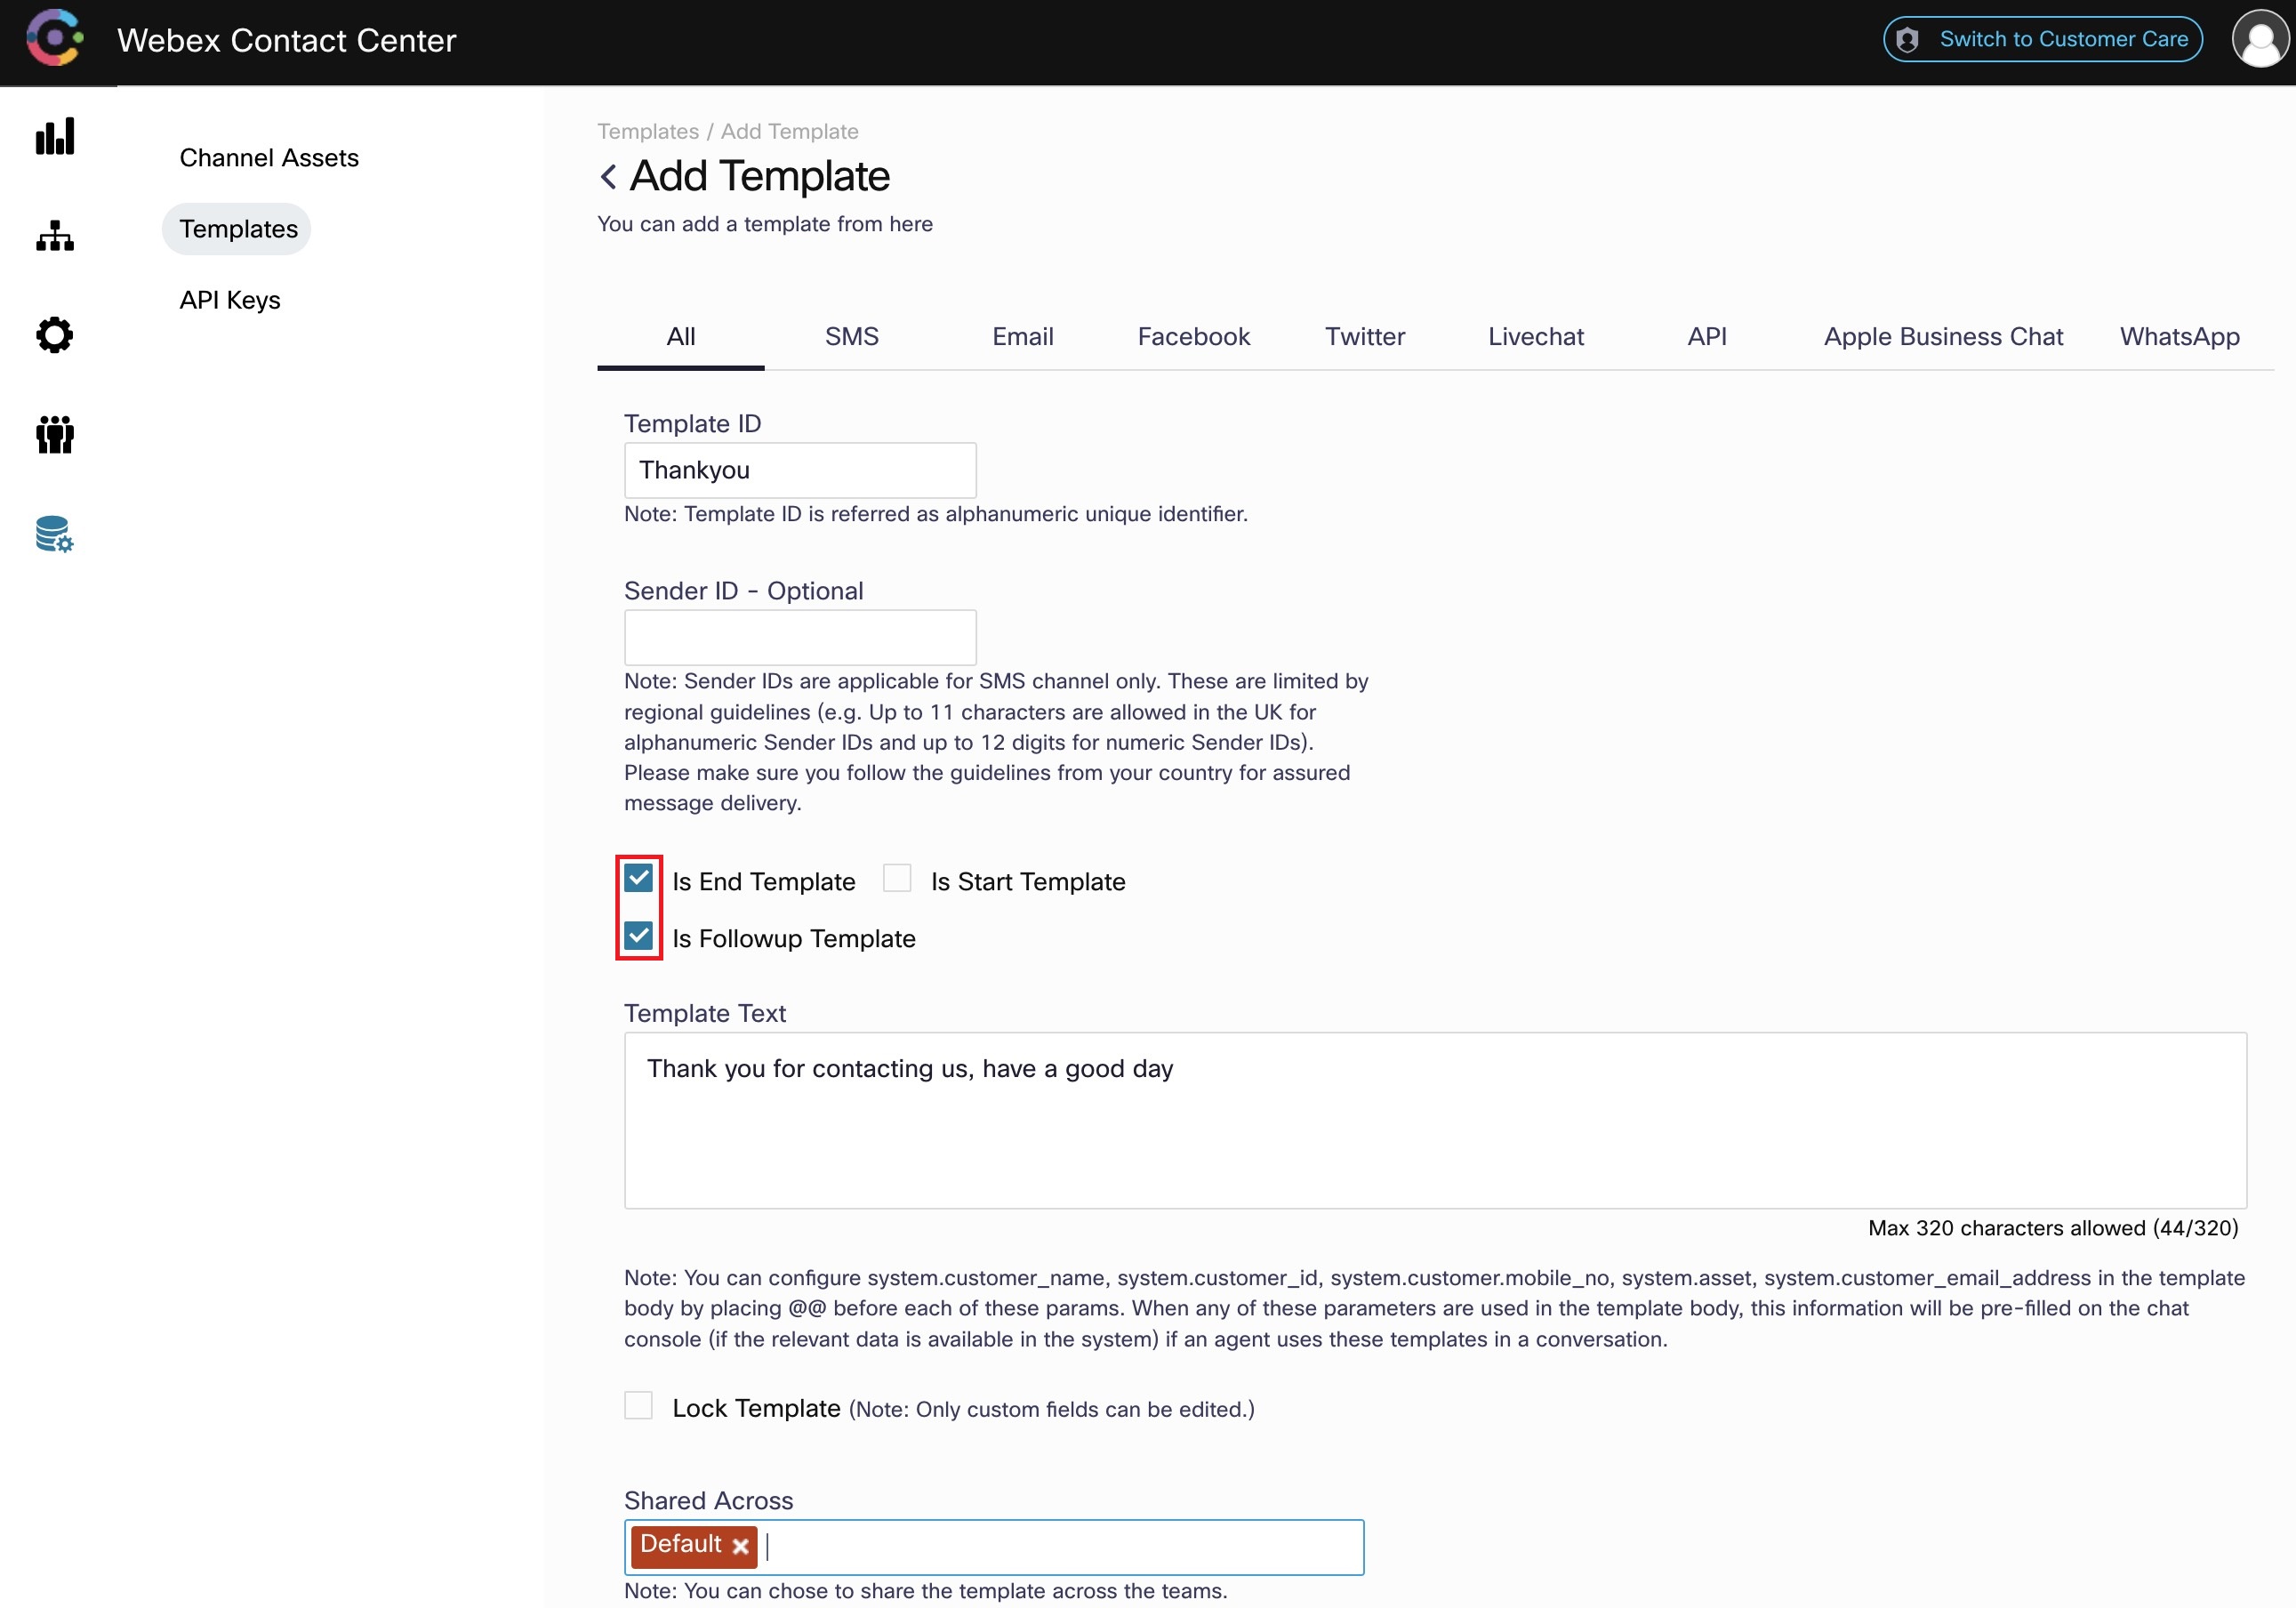 Webex Contact Center
Switch to Customer Care
Channel Assets
Templates
API Keys
Templates / Add Template
Add Template
You can add a template from here
All SMS Email Facebook Twitter Livechat API Apple Business Chat WhatsApp
Template ID
Thankyou
Note: Template ID is referred as alphanumeric unique identifier.
Sender ID - Optional
Note: Sender IDs are applicable for SMS channel only. These are limited by
regional guidelines (e.g. Up to 11 characters are allowed in the UK for
alphanumeric Sender IDs and up to 12 digits for numeric Sender IDs).
Please make sure you follow the guidelines from your country for assured
message delivery.
Is End Template Is Start Template
Is Followup Template
Template Text
Thank you for contacting us, have a good day
Max 320 characters allowed (44/320)
Note: You can configure system.customer_name, system.customer_id, system.customer.mobile_no, system.asset, system.customer_email_address in the template
body by placing @@ before each of these params. When any of these parameters are used in the template body, this information will be pre-filled on the chat
console (if the relevant data is available in the system) if an agent uses these templates in a conversation.
Lock Template (Note: Only custom fields can be edited.)
Shared Across
Default
Note: You can chose to share the template across the teams.